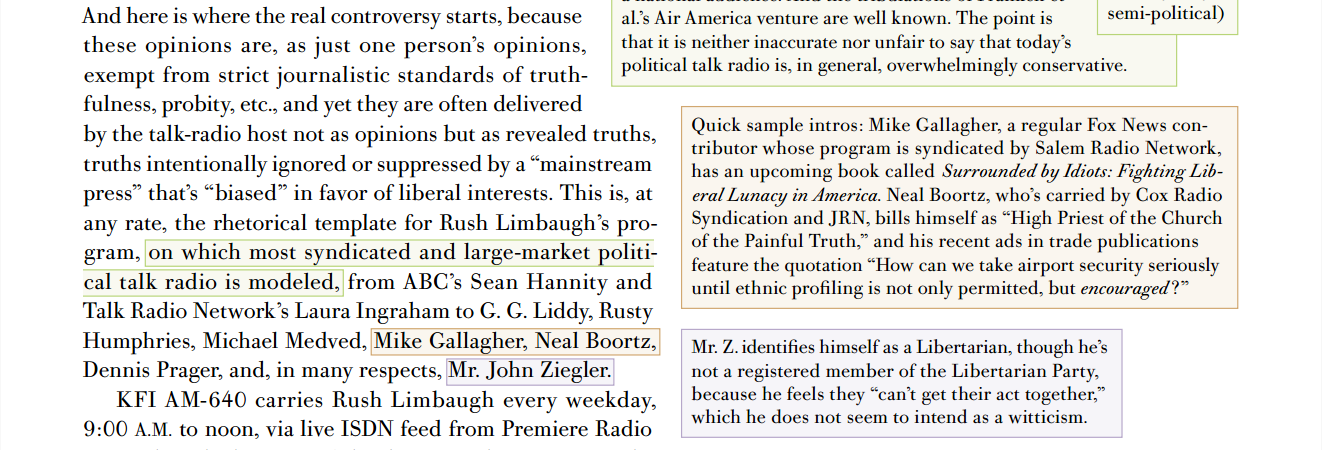 And here is where the real controversy starts, because
these opinions are, as just one person's opinions,
exempt from strict journalistic standards of truth-
fulness, probity, etc., and yet they are often delivered
by the talk-radio host not as opinions but as revealed truths,
truths intentionally ignored or suppressed by a “mainstream
press” that's “biased” in favor of liberal interests. This is, at
any rate, the rhetorical template for Rush Limbaugh's pro-
gram, on which most syndicated and large-market politi-
cal talk radio is modeled, from ABC's Sean Hannity and
Talk Radio Network's Laura Ingraham to G. G. Liddy, Rusty
Humphries, Michael Medved, Mike Gallagher, Neal Boortz,
Dennis Prager, and, in many respects, Mr. John Ziegler.
KFI AM-640 carries Rush Limbaugh every weekday,
9:00 A.M. to noon, via live ISDN feed from Premiere Radio
al.'s Air America venture are well known. The point is
that it is neither inaccurate nor unfair to say that today's
political talk radio is, in general, overwhelmingly conservative.
semi-political)
Quick sample intros: Mike Gallagher, a regular Fox News con-
tributor whose program is syndicated by Salem Radio Network,
has an upcoming book called Surrounded by Idiots: Fighting Lib-
eral Lunacy in America. Neal Boortz, who's carried by Cox Radio
Syndication and JRN, bills himself as “High Priest of the Church
of the Painful Truth,” and his recent ads in trade publications
feature the quotation “How can we take airport security seriously
until ethnic profiling is not only permitted, but encouraged?”
Mr. Z. identifies himself as a Libertarian, though he's
not a registered member of the Libertarian Party,
because he feels they “can't get their act together,”
which he does not seem to intend as a witticism.